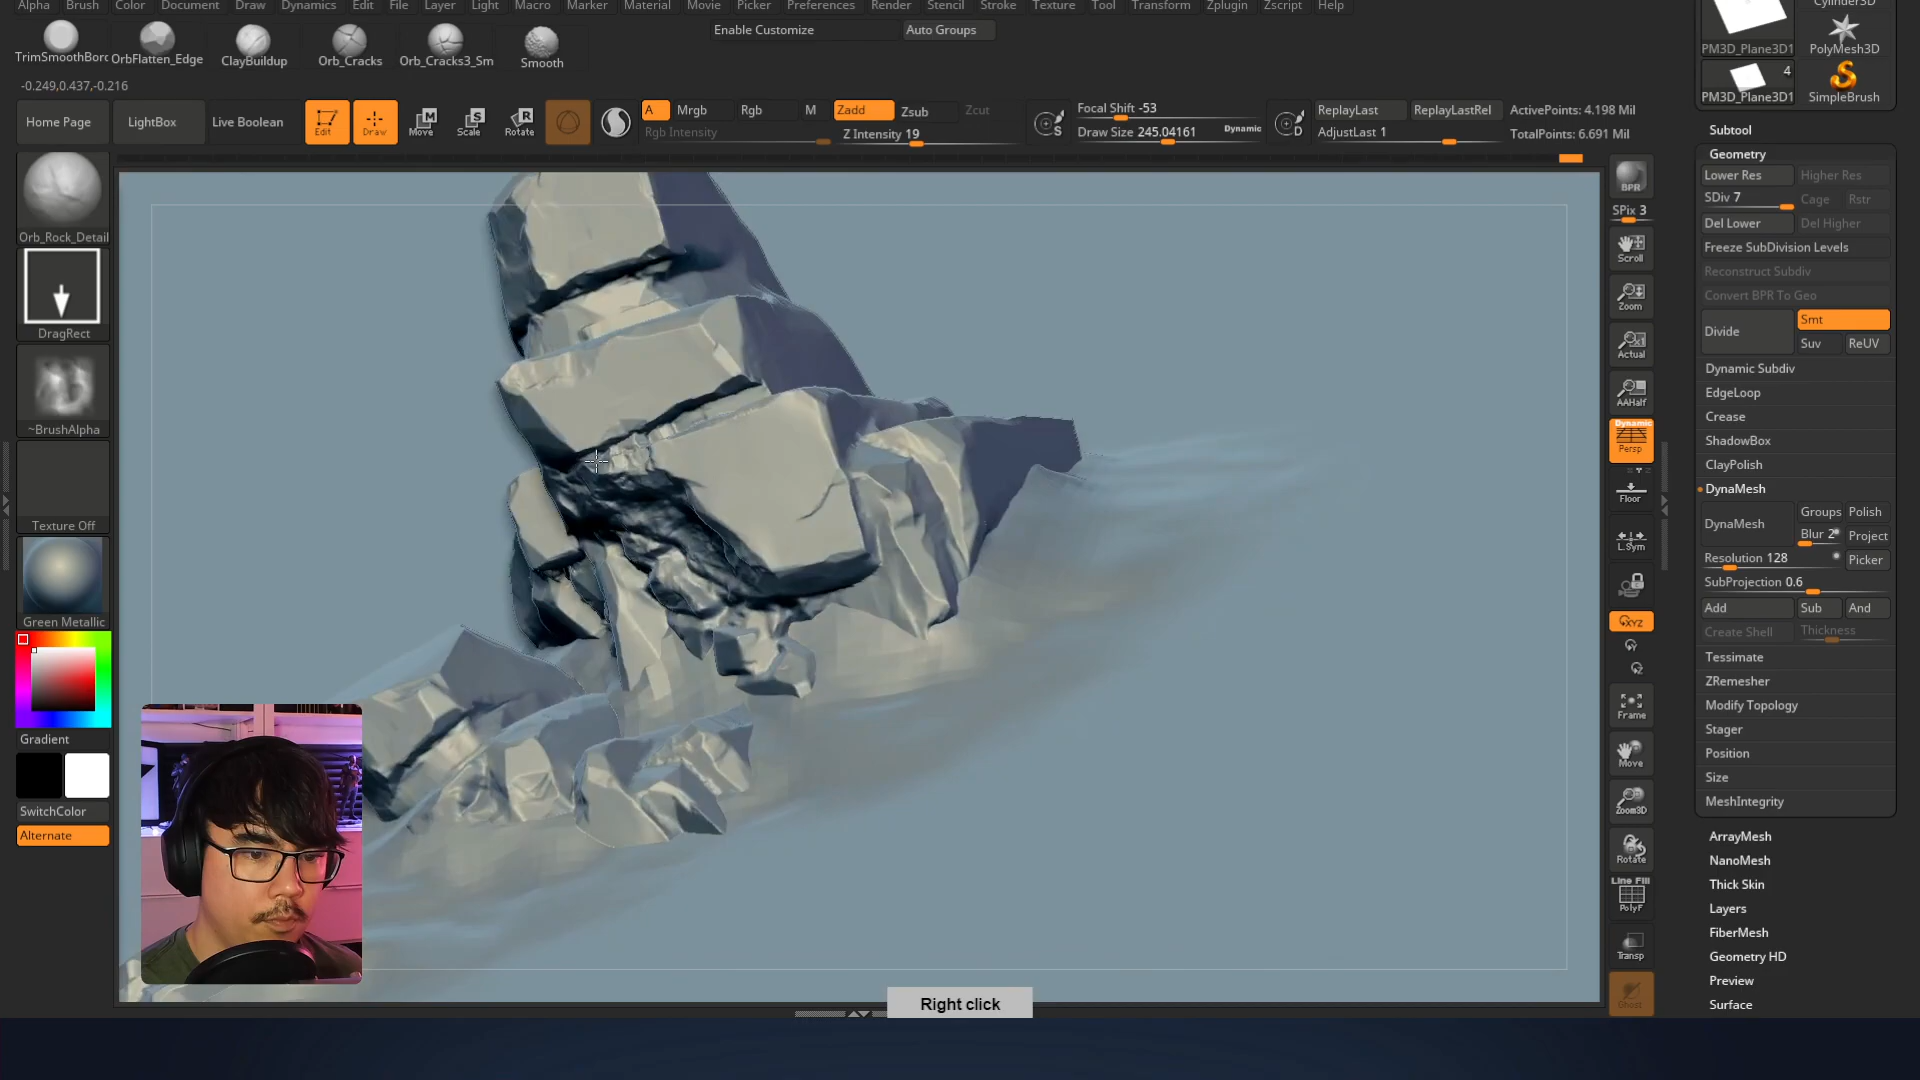 Alpha Brush Color Document Draw Dynamics Edit File Layer Light Macro Marker Material Movie Picker Preferences Render Stencil Stroke Texture Tool Transform Zplugin Zscript Help
TrimSmoothBorc OrbFlatten_Edge ClayBuildup Orb_Cracks Orb_Cracks3_Sm Smooth
Enable Customize Auto Groups
-0.249,0.437,-0.216
Home Page LightBox Live Boolean
Edit Draw Move Scale Rotate
A Mrgb Rgb M
Rgb Intensity
Zadd Zsub Zcut
Z Intensity 19
S
Focal Shift -53
Draw Size 245.04161 Dynamic
D
ReplayLast ReplayLastRel
AdjustLast 1
ActivePoints: 4.198 Mil
TotalPoints: 6.691 Mil
Orb_Rock_Detail
DragRect
~BrushAlpha
Texture Off
Green Metallic
Gradient
SwitchColor
Alternate
Right click
BPR
SPix 3
Scroll
Zoom
Actual
AAHalf
Dynamic
Persp
Floor
L.Sym
XYZ
Frame
Move
Zoom3D
Rotate
Line Fill
PolyF
Transp
Ghost
Cylinder3D
PM3D_Plane3D1 PolyMesh3D
4
PM3D_Plane3D1 SimpleBrush
Subtool
Geometry
Lower Res Higher Res
SDiv 7 Cage Rstr
Del Lower Del Higher
Freeze SubDivision Levels
Reconstruct Subdiv
Convert BPR To Geo
Divide Smt
Suv ReUV
Dynamic Subdiv
EdgeLoop
Crease
ShadowBox
ClayPolish
DynaMesh
DynaMesh Groups Polish
Blur 2 Project
Resolution 128 Picker
SubProjection 0.6
Add Sub And
Create Shell Thickness
Tessimate
ZRemesher
Modify Topology
Stager
Position
Size
MeshIntegrity
ArrayMesh
NanoMesh
Thick Skin
Layers
FiberMesh
Geometry HD
Preview
Surface